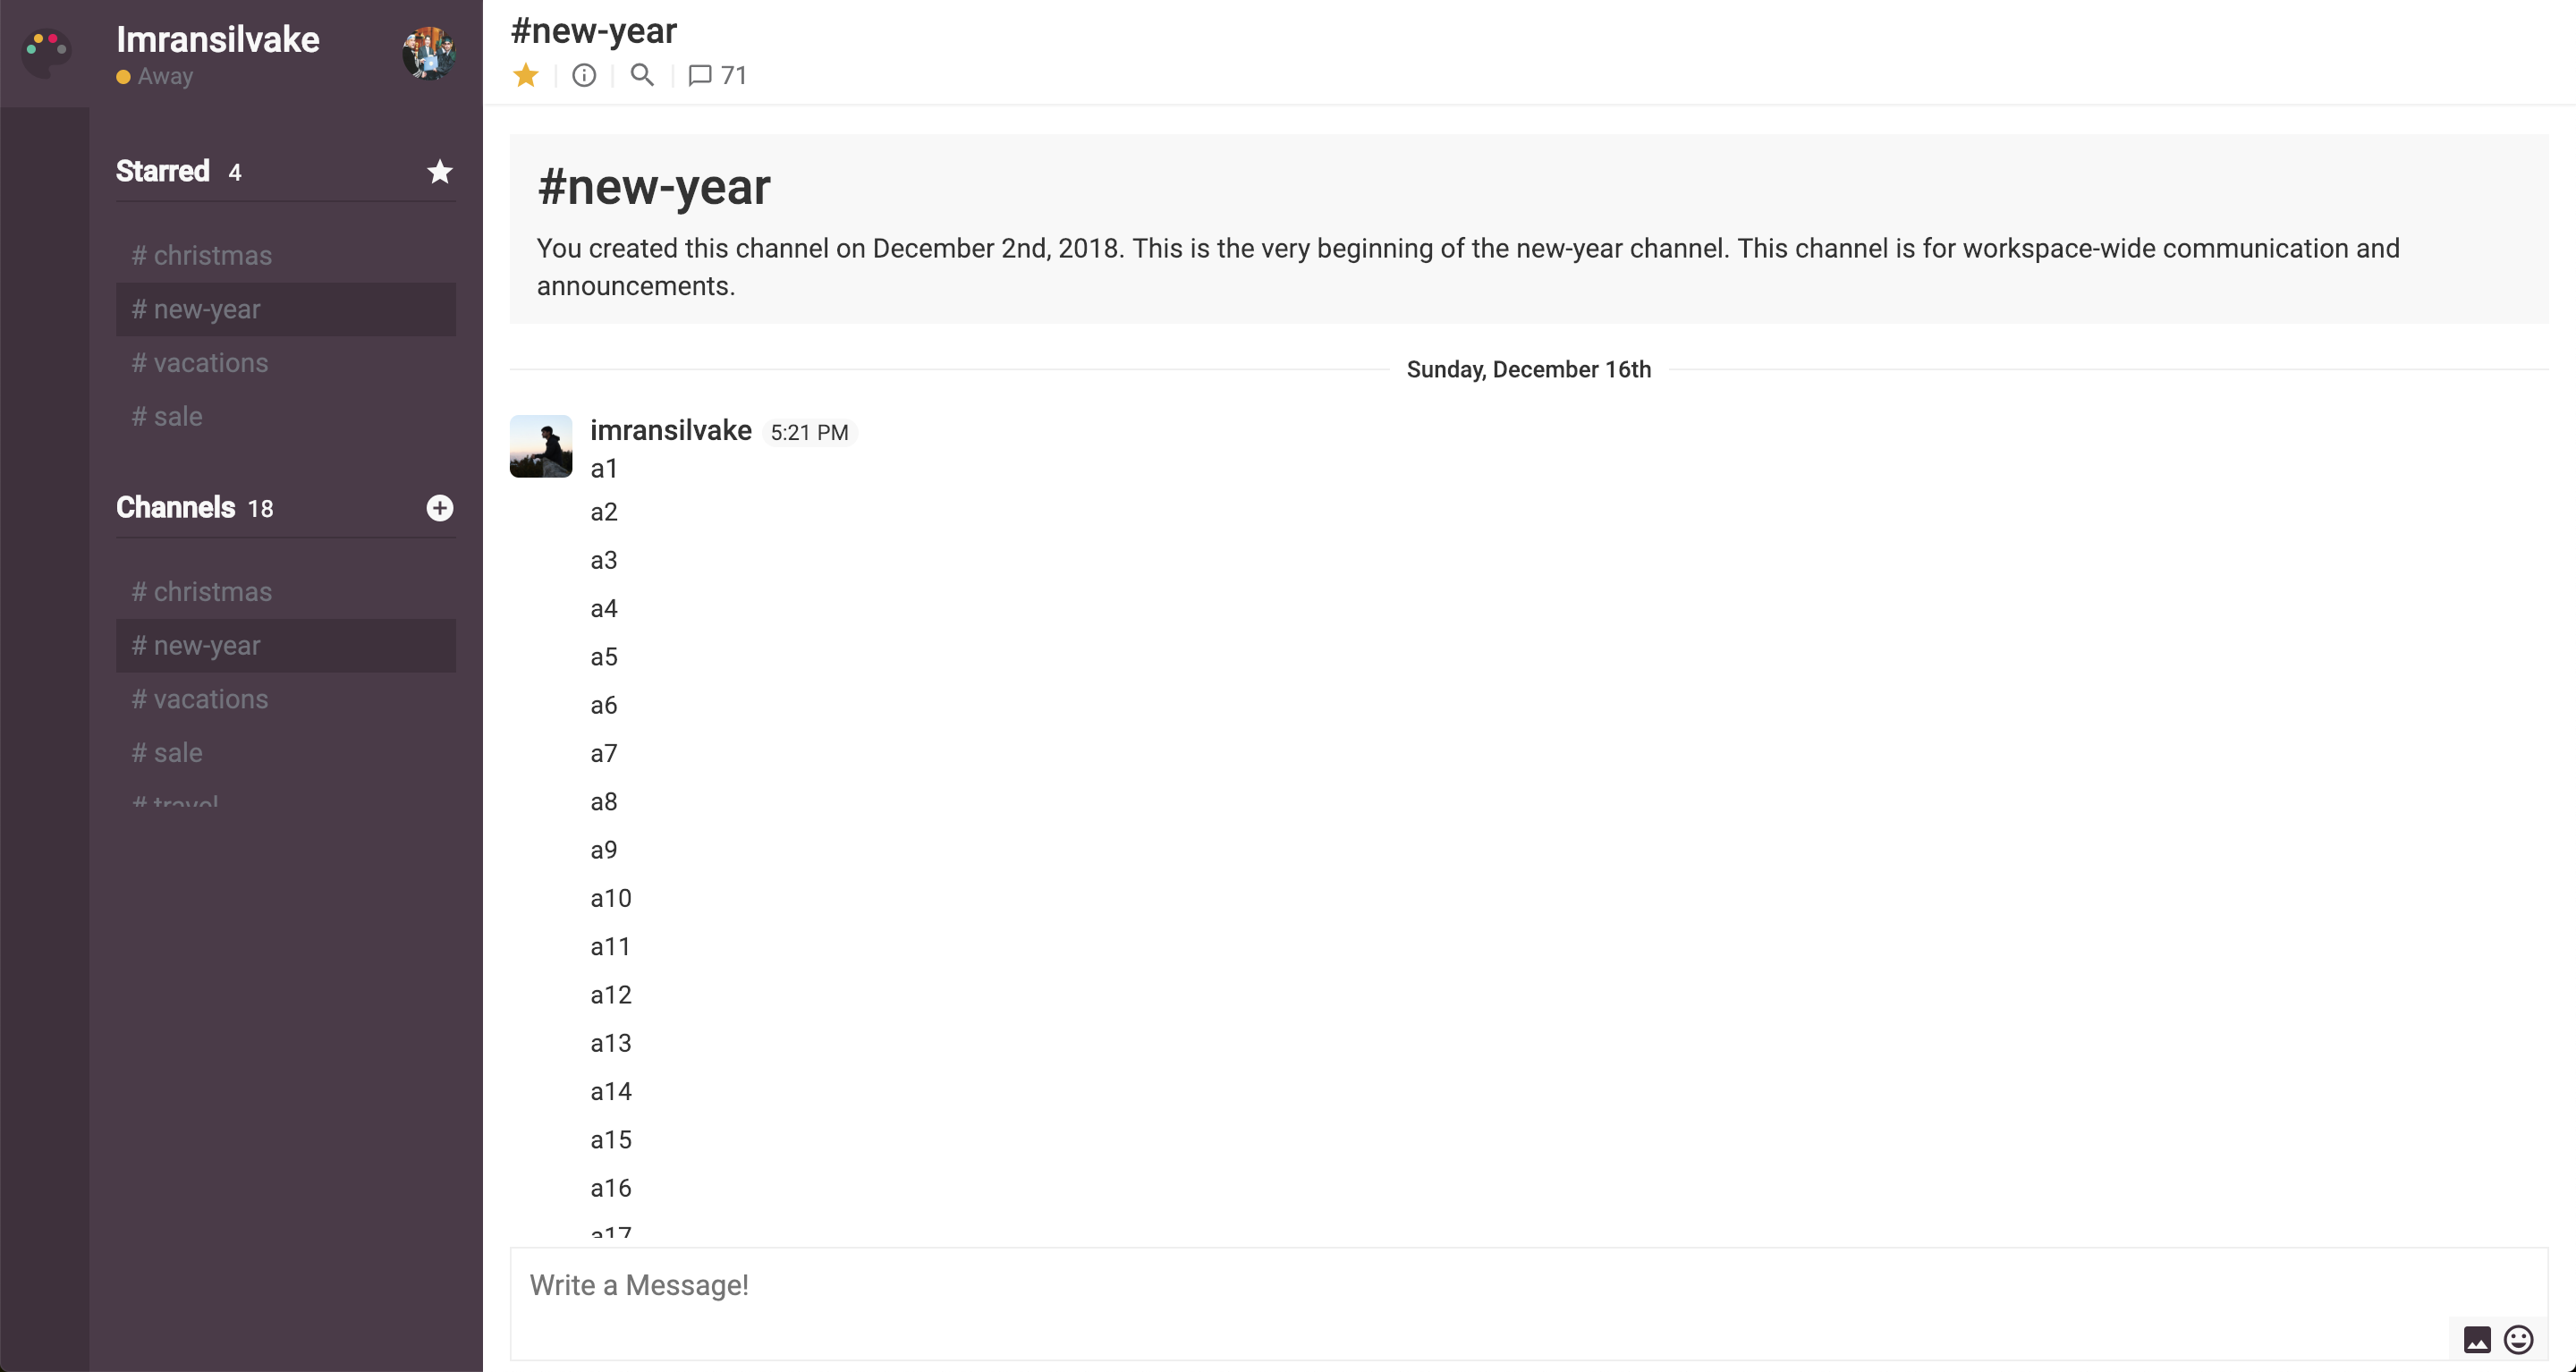 Imransilvake
Away
Starred 4
# christmas
# new-year
# vacations
# sale
Channels 18
# christmas
# new-year
# vacations
# sale
# travel
#new-year
71
#new-year
You created this channel on December 2nd, 2018. This is the very beginning of the new-year channel. This channel is for workspace-wide communication and
announcements.
Sunday, December 16th
imransilvake 5:21 PM
a1
a2
a3
a4
a5
a6
a7
a8
a9
a10
a11
a12
a13
a14
a15
a16
a17
Write a Message!